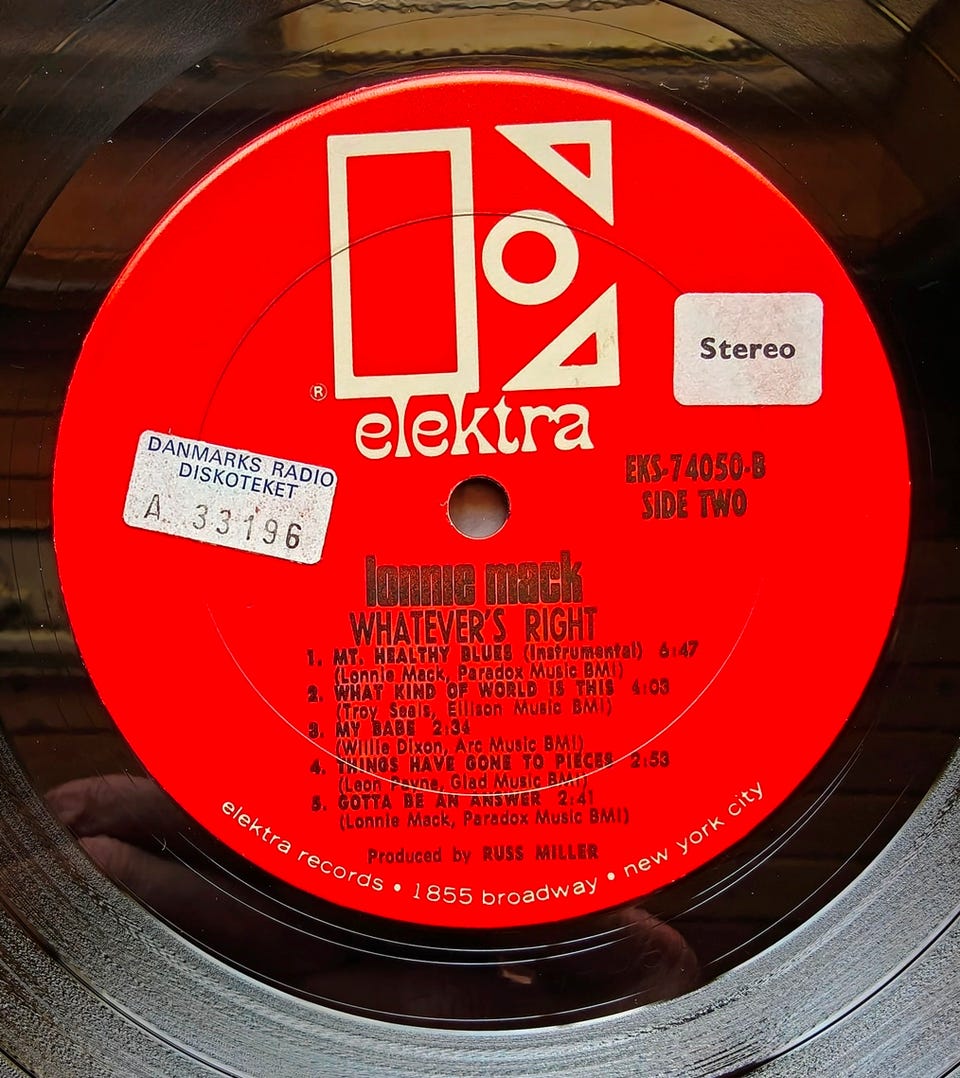 ®
elektra
Stereo
DANMARKS RADIO
DISKOTEKET
A 33196
EKS-74050-B
SIDE TWO
lonnie mack
WHATEVER'S RIGHT
1. MT. HEALTHY BLUES (Instrumental) 6:47
(Lonnie Mack, Paradox Music BMI)
2. WHAT KIND OF WORLD IS THIS 4:03
(Troy Seals, Ellison Music BMI)
3. MY BABE 2:34
(Willie Dixon, Arc Music BMI)
4. THINGS HAVE GONE TO PIECES 2:53
(Leon Payne, Glad Music BMI)
5. GOTTA BE AN ANSWER 2:41
(Lonnie Mack, Paradox Music BMI)
Produced by RUSS MILLER
elektra records • 1855 broadway • new york city